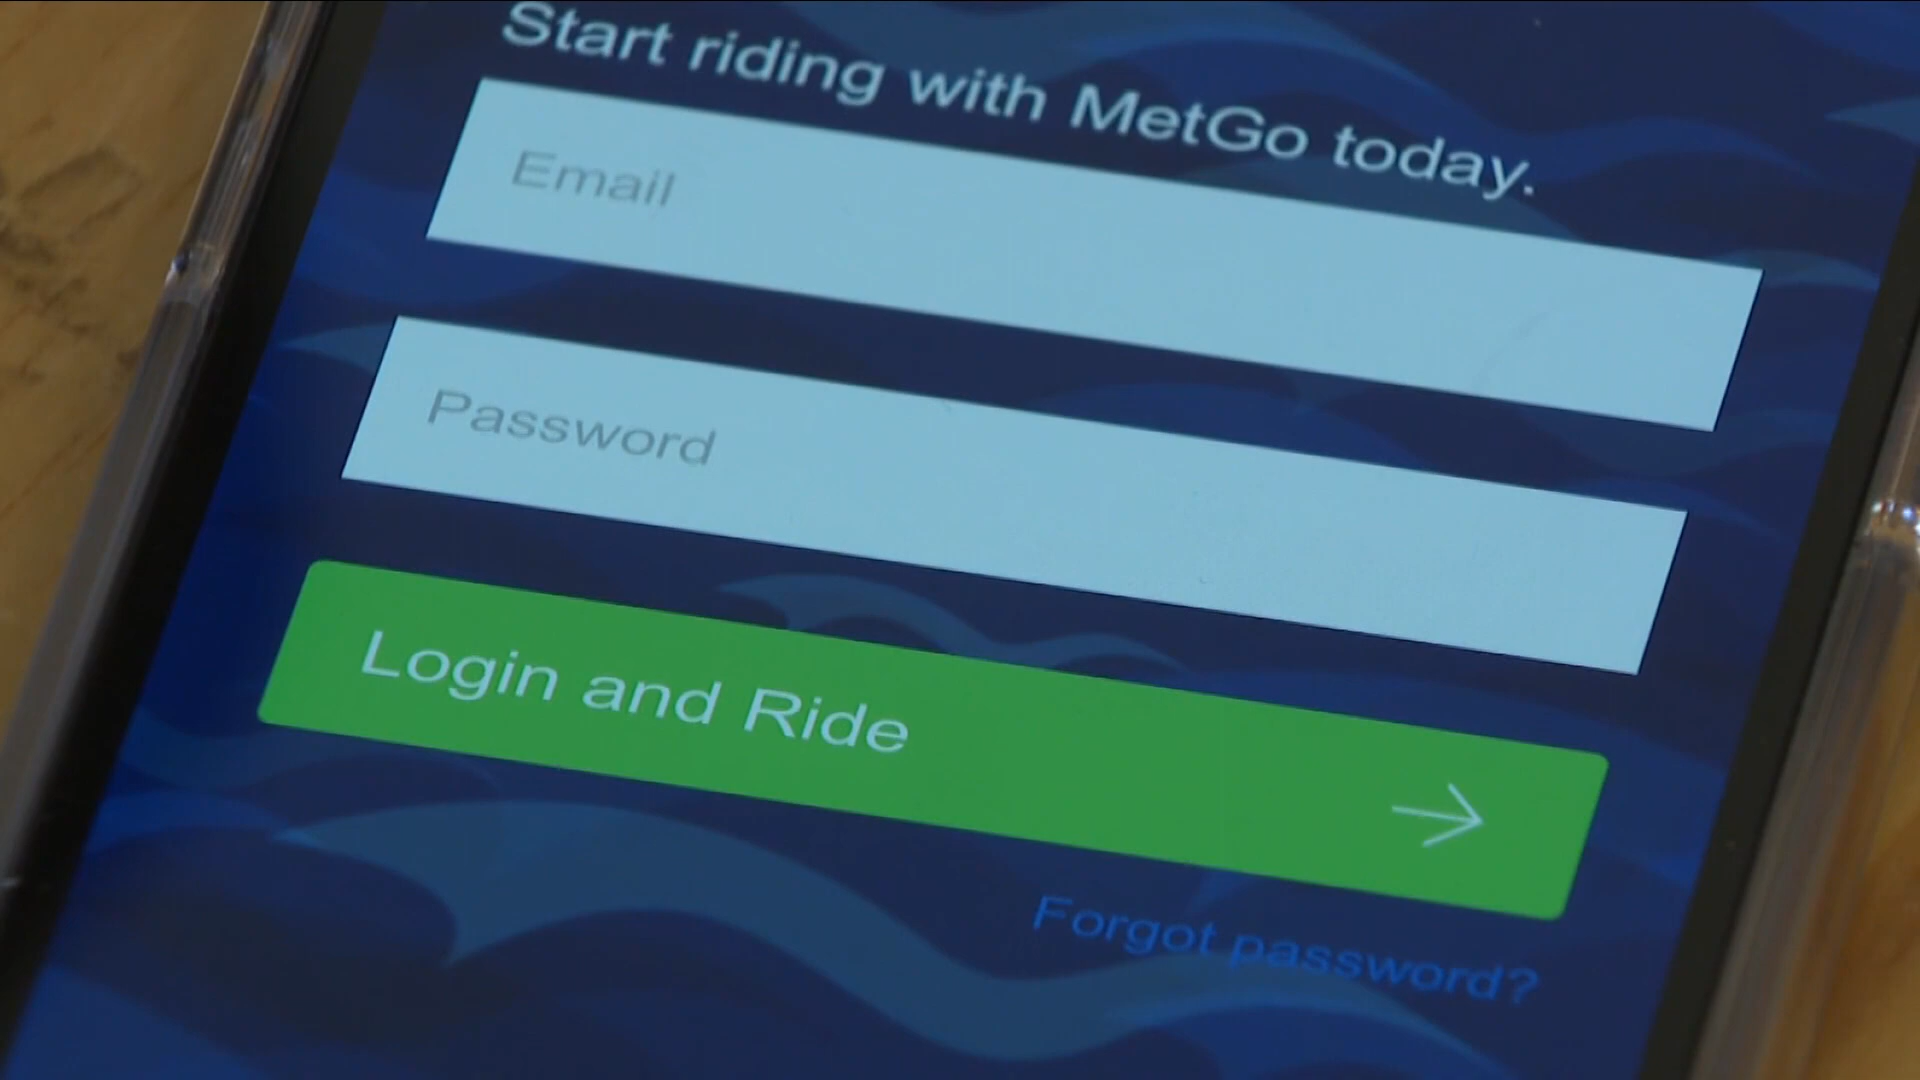 Start riding with MetGo today.
Email
Password
Login and Ride
Forgot password?